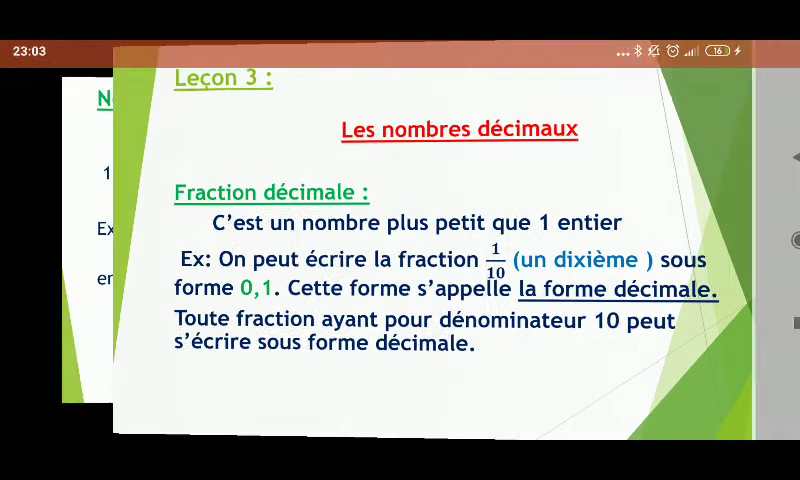 23:03
16
Leçon 3 :
Les nombres décimaux
Fraction décimale :
C'est un nombre plus petit que 1 entier
Ex: On peut écrire la fraction 1/10 (un dixième ) sous
forme 0,1. Cette forme s'appelle la forme décimale.
Toute fraction ayant pour dénominateur 10 peut
s'écrire sous forme décimale.
1